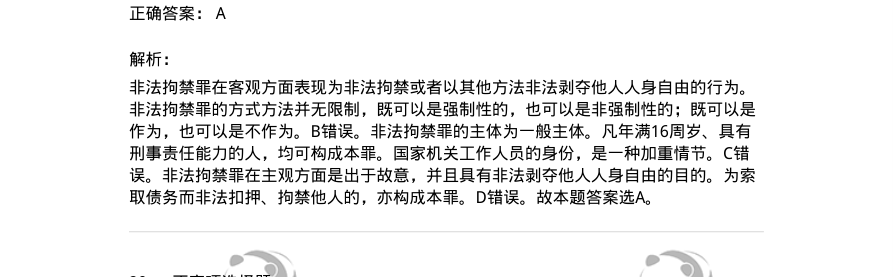 正确答案： A
解析：
非法拘禁罪在客观方面表现为非法拘禁或者以其他方法非法剥夺他人人身自由的行为。
非法拘禁罪的方式方法并无限制，既可以是强制性的，也可以是非强制性的；既可以是
作为，也可以是不作为。B错误。非法拘禁罪的主体为一般主体。凡年满16周岁、具有
刑事责任能力的人，均可构成本罪。国家机关工作人员的身份，是一种加重情节。C错
误。非法拘禁罪在主观方面是出于故意，并且具有非法剥夺他人人身自由的目的。为索
取债务而非法扣押、拘禁他人的，亦构成本罪。D错误。故本题答案选A。